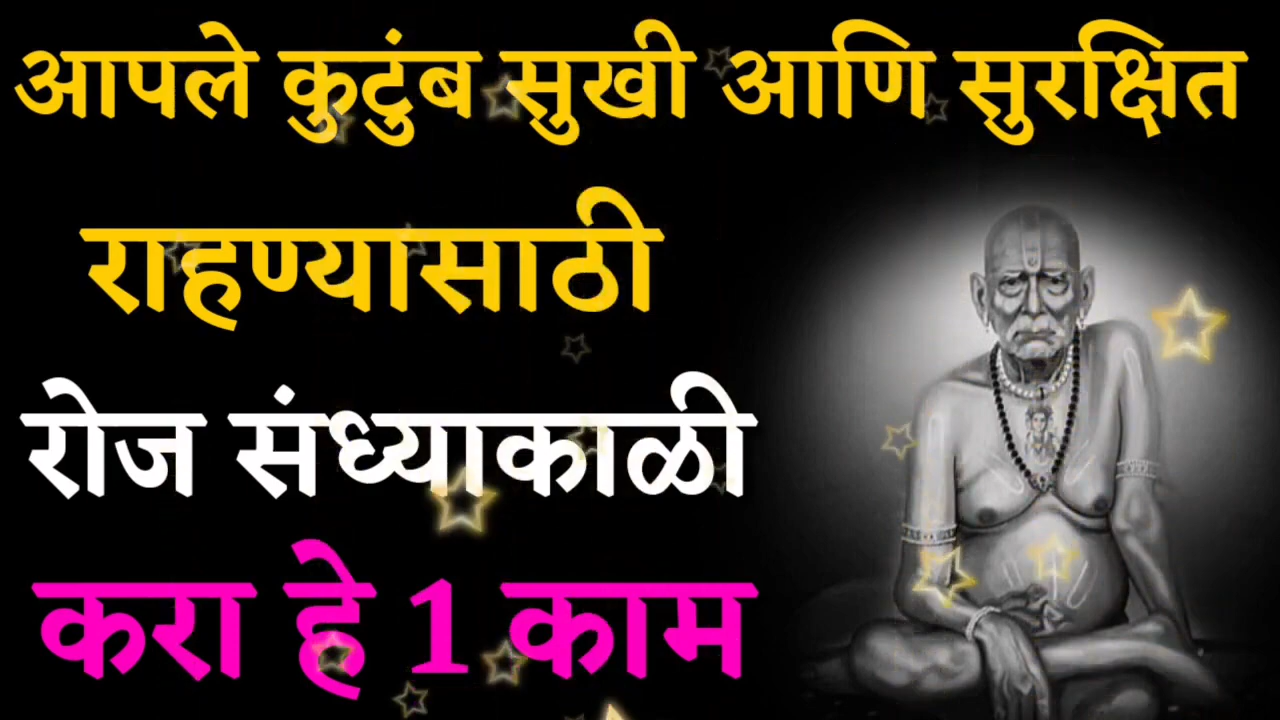 आपले कुटुंब सुखी आणि सुरक्षित
राहण्यासाठी
रोज संध्याकाळी
करा हे 1 काम